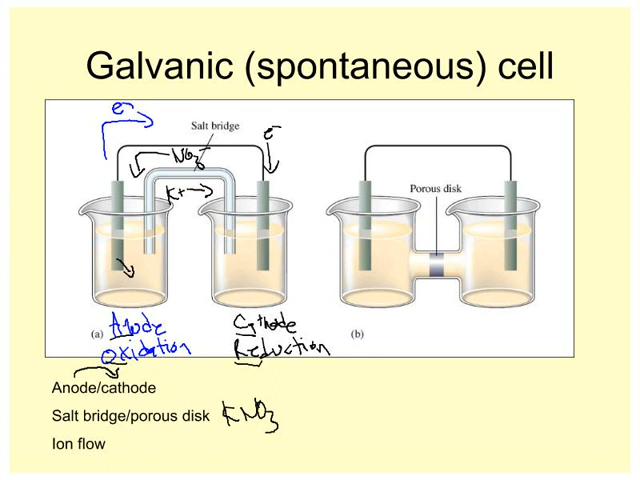 Galvanic (spontaneous) cell
e⁻
Salt bridge
e⁻
NO₃⁻
K+
Porous disk
(a) Anode
Cathode
(b)
Oxidation
Reduction
Anode/cathode
Salt bridge/porous disk KNO₃
Ion flow